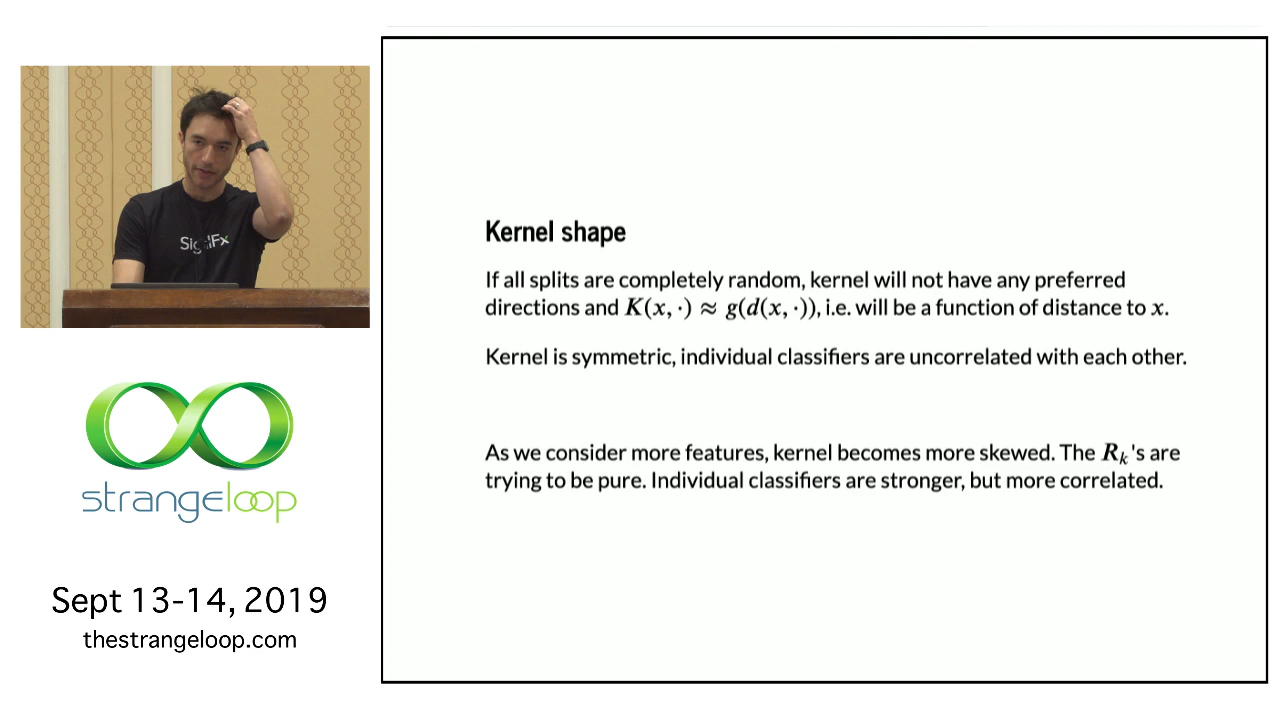 SignalFx
strangeloop
Sept 13-14, 2019
thestrangeloop.com
Kernel shape
If all splits are completely random, kernel will not have any preferred
directions and K(x, ·) ≈ g(d(x, ·)), i.e. will be a function of distance to x.
Kernel is symmetric, individual classifiers are uncorrelated with each other.
As we consider more features, kernel becomes more skewed. The Rₖ's are
trying to be pure. Individual classifiers are stronger, but more correlated.